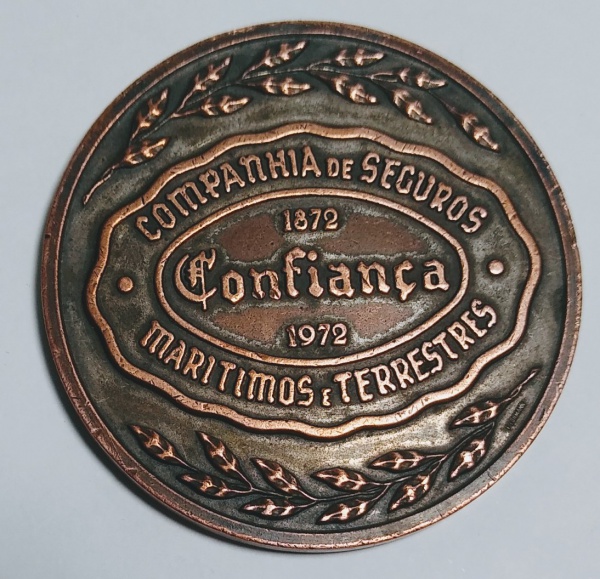 COMPANHIA DE SEGUROS
1872
Confiança
1972
MARITIMOS E TERRESTRES